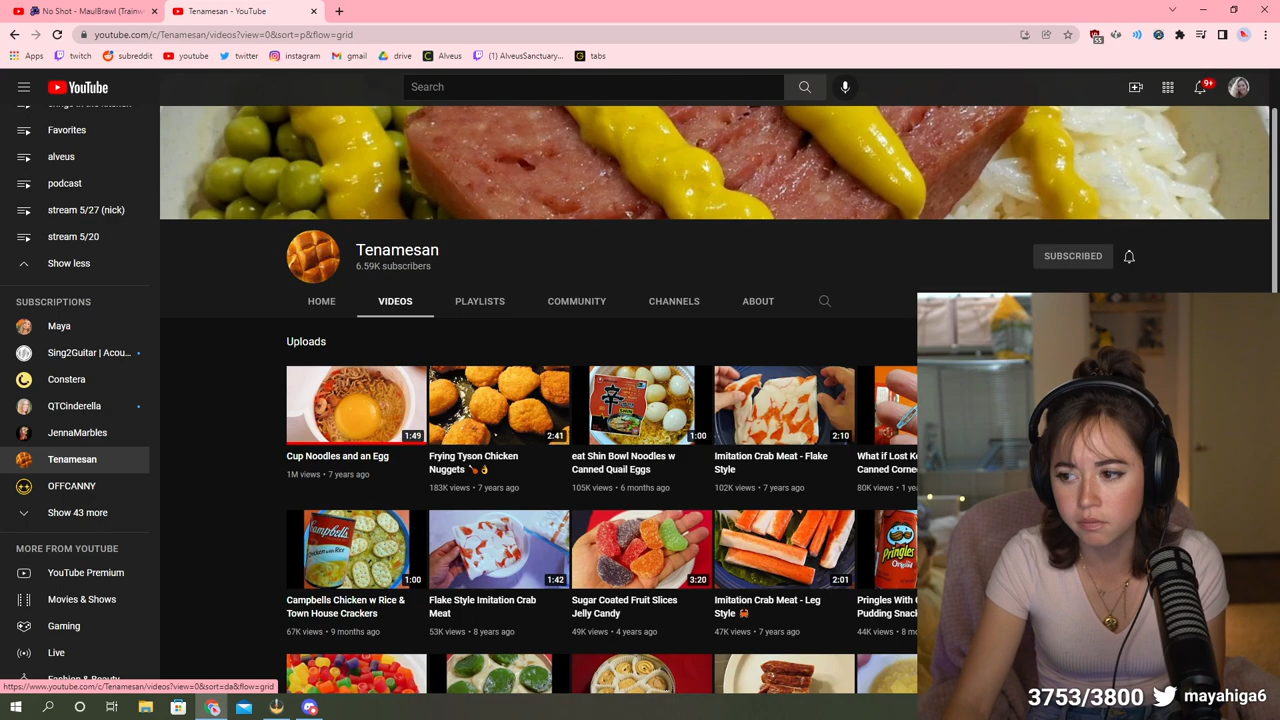 No Shot - MaulBrawl (Trainw
Tenamesan - YouTube
youtube.com/c/Tenamesan/videos?view=0&sort=p&flow=grid
Apps
twitch
subreddit
youtube
twitter
instagram
gmail
drive
Alveus
(1) AlveusSanctuary...
tabs
55
YouTube
Search
9+
Favorites
alveus
podcast
stream 5/27 (nick)
stream 5/20
Show less
SUBSCRIPTIONS
Maya
Sing2Guitar | Acou...
Constera
QTCinderella
JennaMarbles
Tenamesan
OFFCANNY
Show 43 more
MORE FROM YOUTUBE
YouTube Premium
Movies & Shows
Gaming
Live
https://www.youtube.com/c/Tenamesan/videos?view=0&sort=da&flow=grid
Tenamesan
6.59K subscribers
SUBSCRIBED
HOME
VIDEOS
PLAYLISTS
COMMUNITY
CHANNELS
ABOUT
Uploads
1:49
Cup Noodles and an Egg
1M views • 7 years ago
2:41
Frying Tyson Chicken
Nuggets 🍗👌
183K views • 7 years ago
1:00
eat Shin Bowl Noodles w
Canned Quail Eggs
105K views • 6 months ago
2:10
Imitation Crab Meat - Flake
Style
102K views • 7 years ago
What if Lost Ke
Canned Corne
80K views • 1 yea
Campbells
1:00
Campbells Chicken w Rice &
Town House Crackers
67K views • 9 months ago
1:42
Flake Style Imitation Crab
Meat
53K views • 8 years ago
3:20
Sugar Coated Fruit Slices
Jelly Candy
49K views • 4 years ago
2:01
Imitation Crab Meat - Leg
Style 🦀
47K views • 7 years ago
Pringles
Original
Pringles With C
Pudding Snac
44K views • 8 mo
3753/3800
mayahiga6